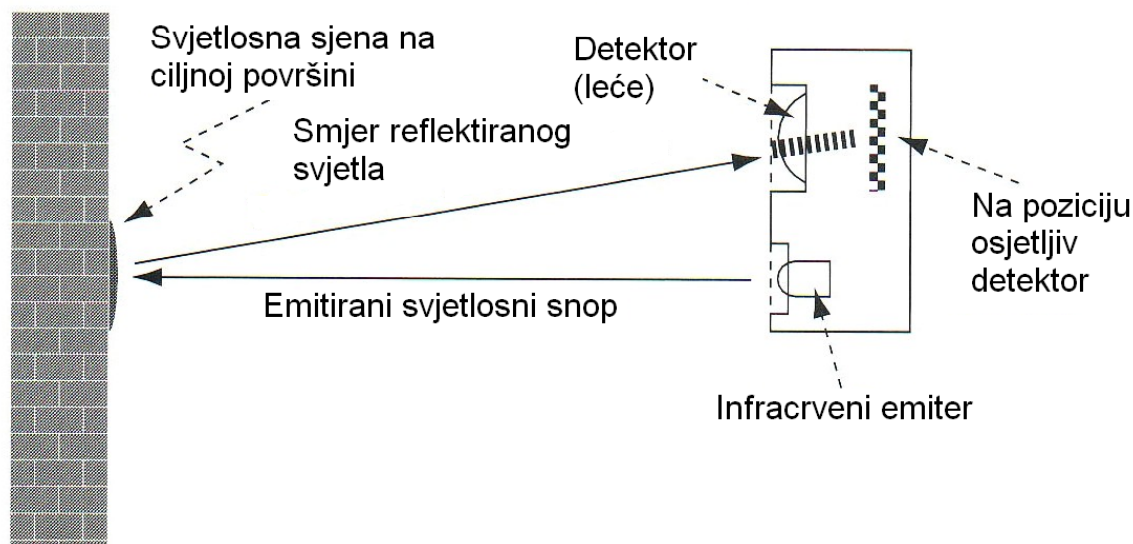 Svjetlosna sjena na
ciljnoj površini
Smjer reflektiranog
svjetla
Detektor
(leće)
Na poziciju
osjetljiv
detektor
Emitirani svjetlosni snop
Infracrveni emiter